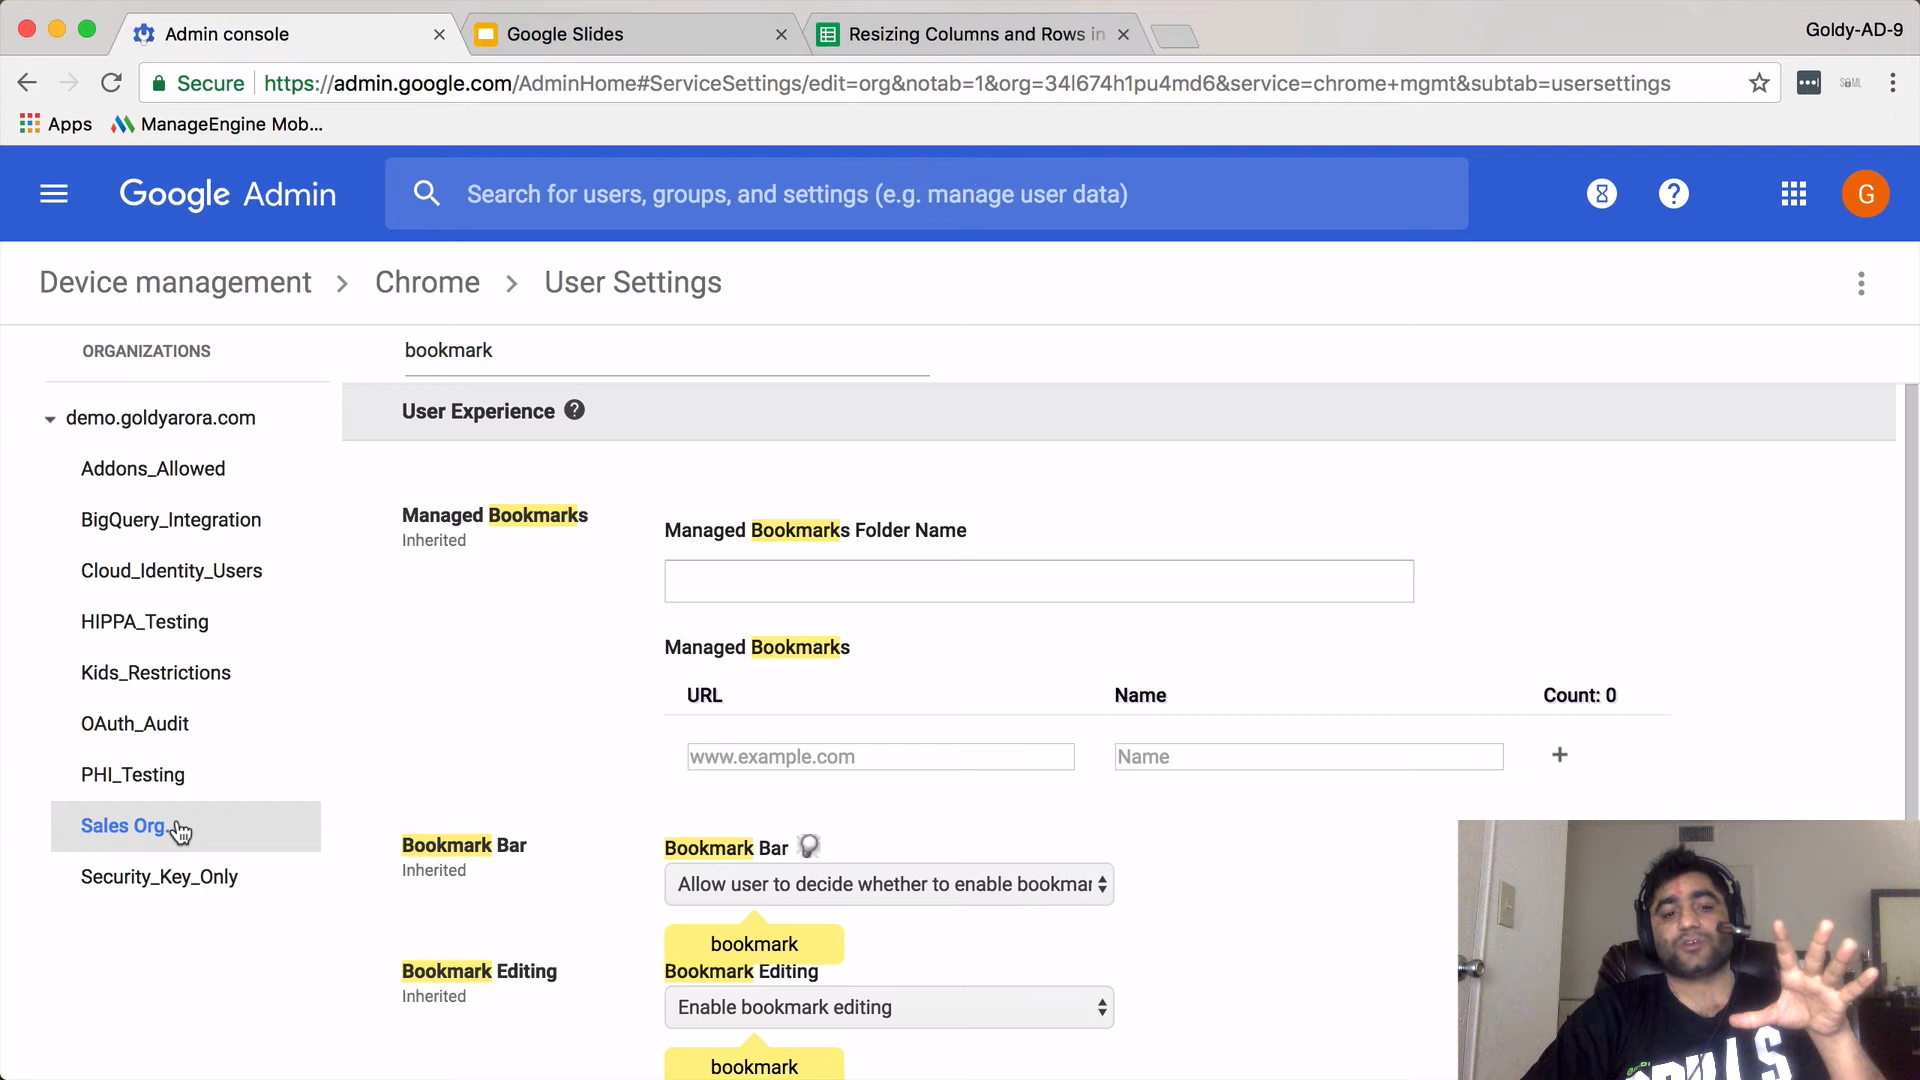 Admin console
Google Slides
Resizing Columns and Rows in
Goldy-AD-9
Secure
https://admin.google.com/AdminHome#ServiceSettings/edit=org&notab=1&org=34l674h1pu4md6&service=chrome+mgmt&subtab=usersettings
Apps
ManageEngine Mob...
Google Admin
Search for users, groups, and settings (e.g. manage user data)
G
Device management > Chrome > User Settings
ORGANIZATIONS
bookmark
demo.goldyarora.com
Addons_Allowed
BigQuery_Integration
Cloud_Identity_Users
HIPPA_Testing
Kids_Restrictions
OAuth_Audit
PHI_Testing
Sales Org.
Security_Key_Only
User Experience ?
Managed Bookmarks
Inherited
Managed Bookmarks Folder Name
Managed Bookmarks
URL
Name
Count: 0
www.example.com
Name
+
Bookmark Bar
Inherited
Bookmark Bar
Allow user to decide whether to enable bookmar
bookmark
Bookmark Editing
Inherited
Bookmark Editing
Enable bookmark editing
bookmark